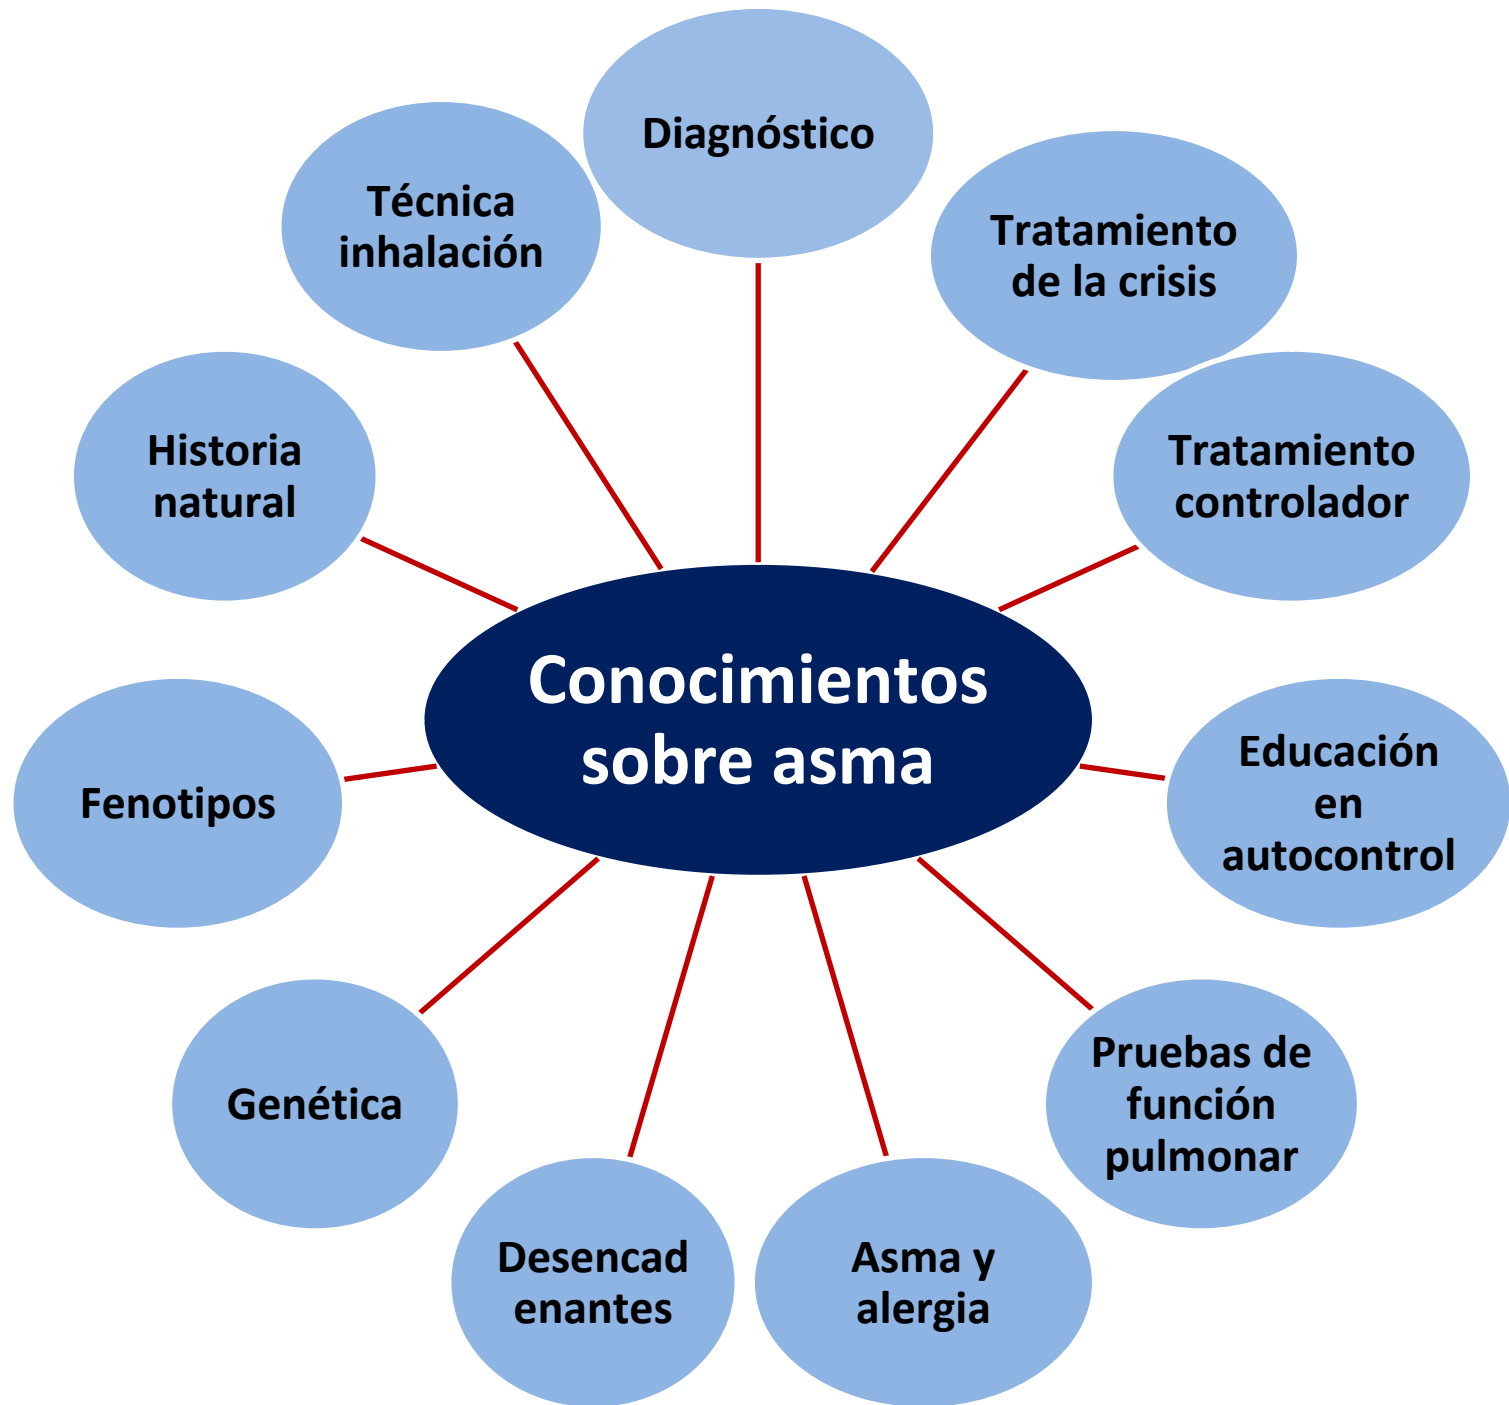 Diagnóstico
Tratamiento
de la crisis
Tratamiento
controlador
Educación
en
autocontrol
Pruebas de
función
pulmonar
Asma y
alergia
Desencad
enantes
Genética
Fenotipos
Historia
natural
Técnica
inhalación
Conocimientos
sobre asma